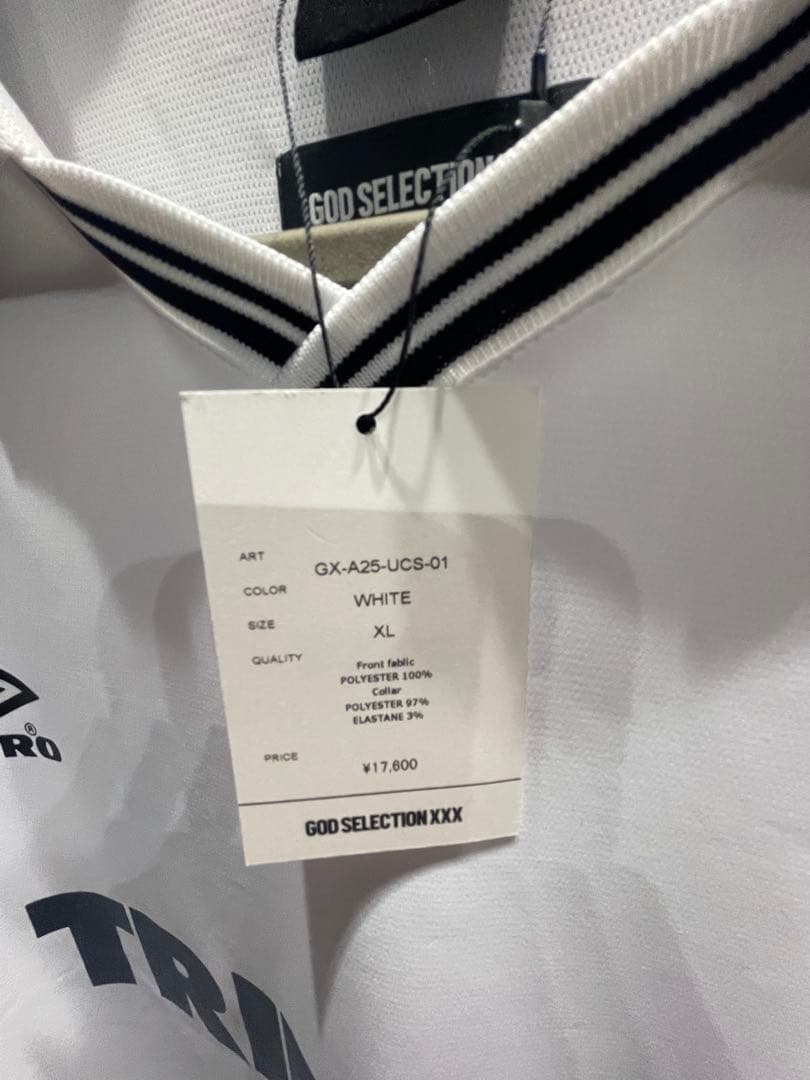 GOD SELECTION
ART GX-A25-UCS-01
COLOR WHITE
SIZE XL
QUALITY Front fablic
POLYESTER 100%
Collar
POLYESTER 97%
ELASTANE 3%
PRICE ¥17,600
GOD SELECTION XXX
®
RO
TRI